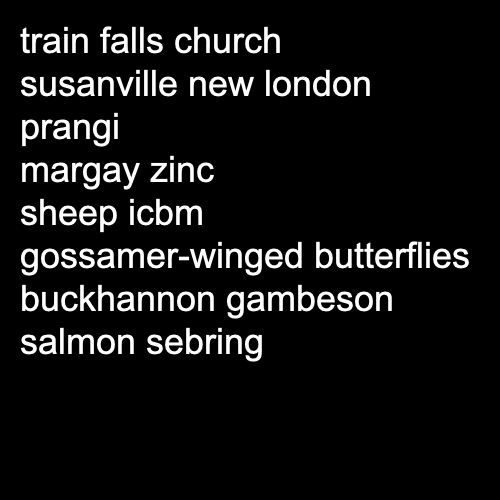 train falls church
susanville new london
prangi
margay zinc
sheep icbm
gossamer-winged butterflies
buckhannon gambeson
salmon sebring